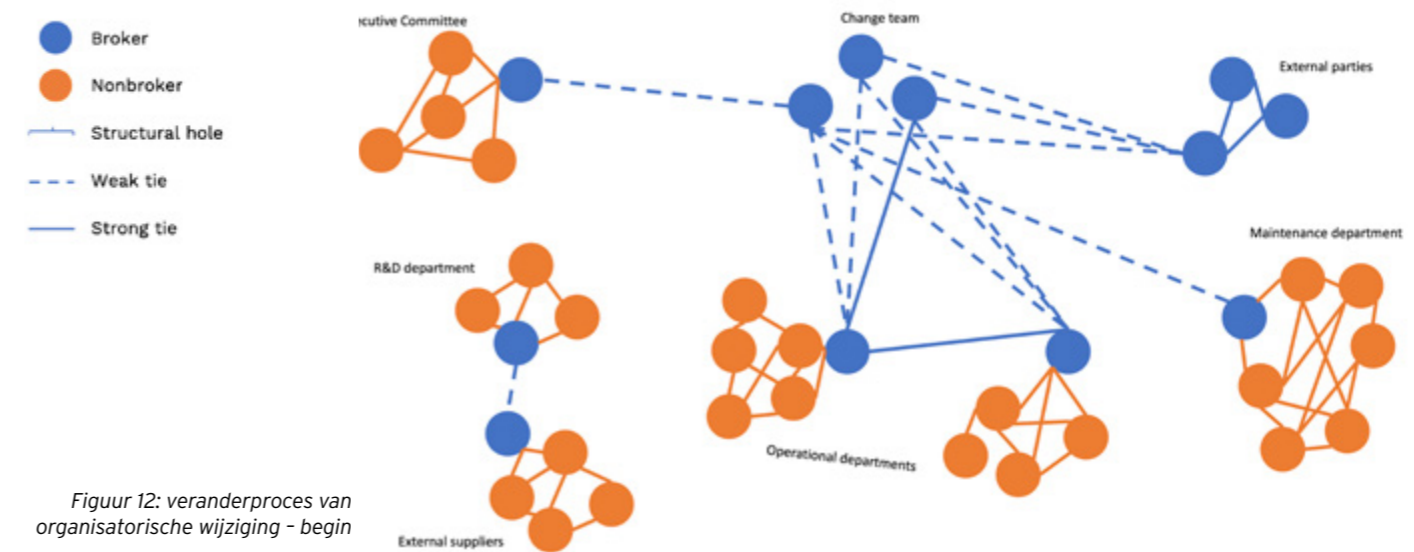 ecutive Committee
Change team
Broker
External parties
Nonbroker
Structural hole
Weak tie
Strong tie
Maintenance department
R&D department
Operational departments
Figuur 12: veranderproces van
organisatorische wijziging – begin
External suppliers